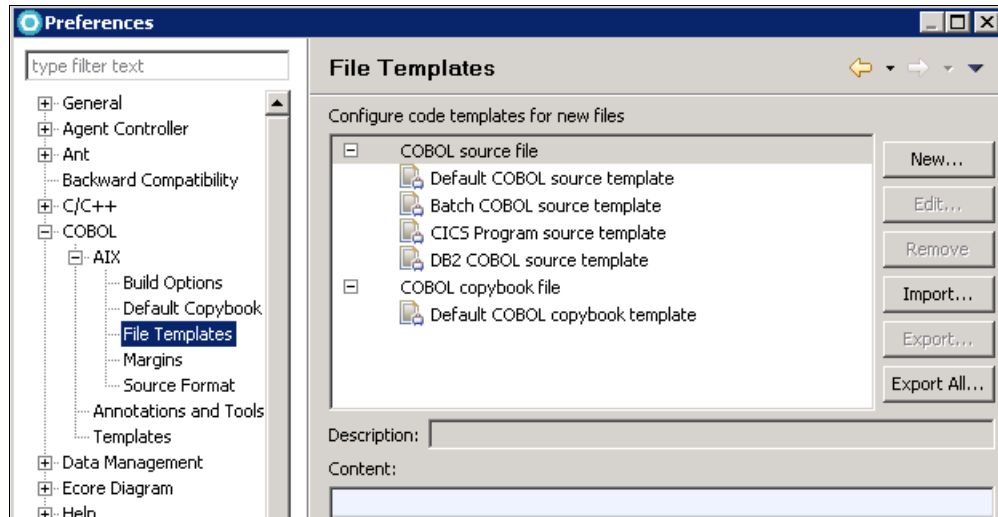 Preferences
type filter text
General
Agent Controller
Ant
Backward Compatibility
C/C++
COBOL
AIX
Build Options
Default Copybook
File Templates
Margins
Source Format
Annotations and Tools
Templates
Data Management
Ecore Diagram
Help
File Templates
Configure code templates for new files
COBOL source file
Default COBOL source template
Batch COBOL source template
CICS Program source template
DB2 COBOL source template
COBOL copybook file
Default COBOL copybook template
New...
Edit...
Remove
Import...
Export...
Export All...
Description:
Content: